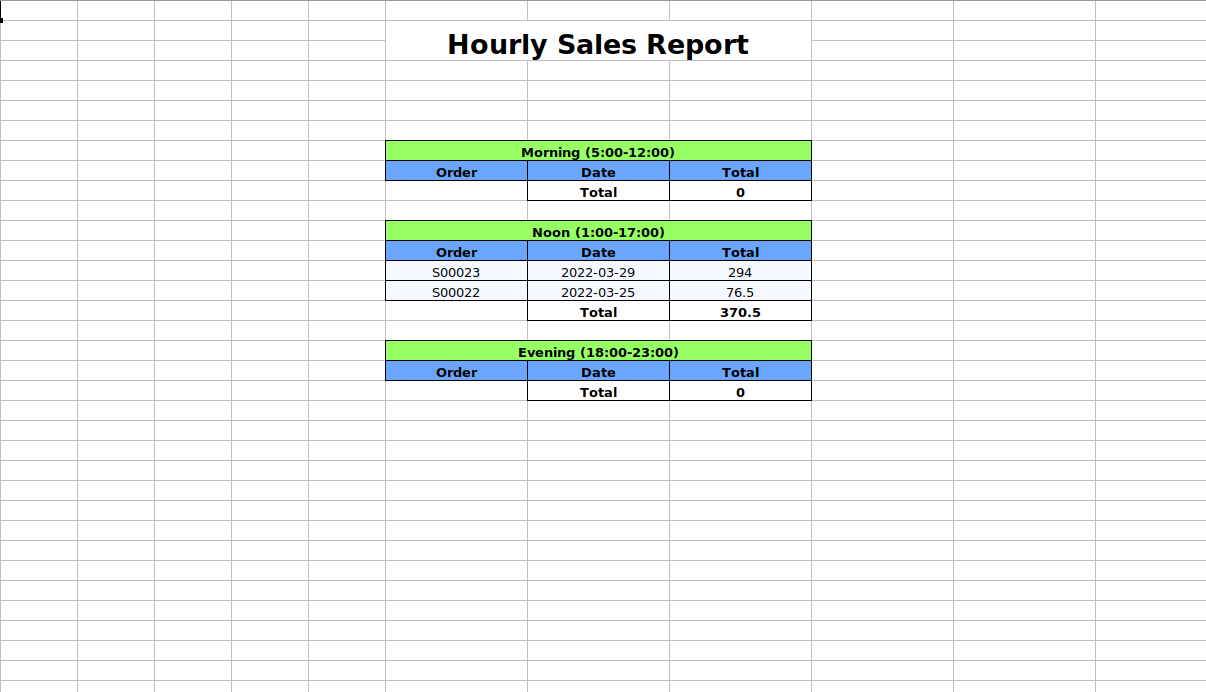 Hourly Sales Report
Morning (5:00-12:00)
Order Date Total
Total 0
Noon (1:00-17:00)
Order Date Total
S00023 2022-03-29 294
S00022 2022-03-25 76.5
Total 370.5
Evening (18:00-23:00)
Order Date Total
Total 0